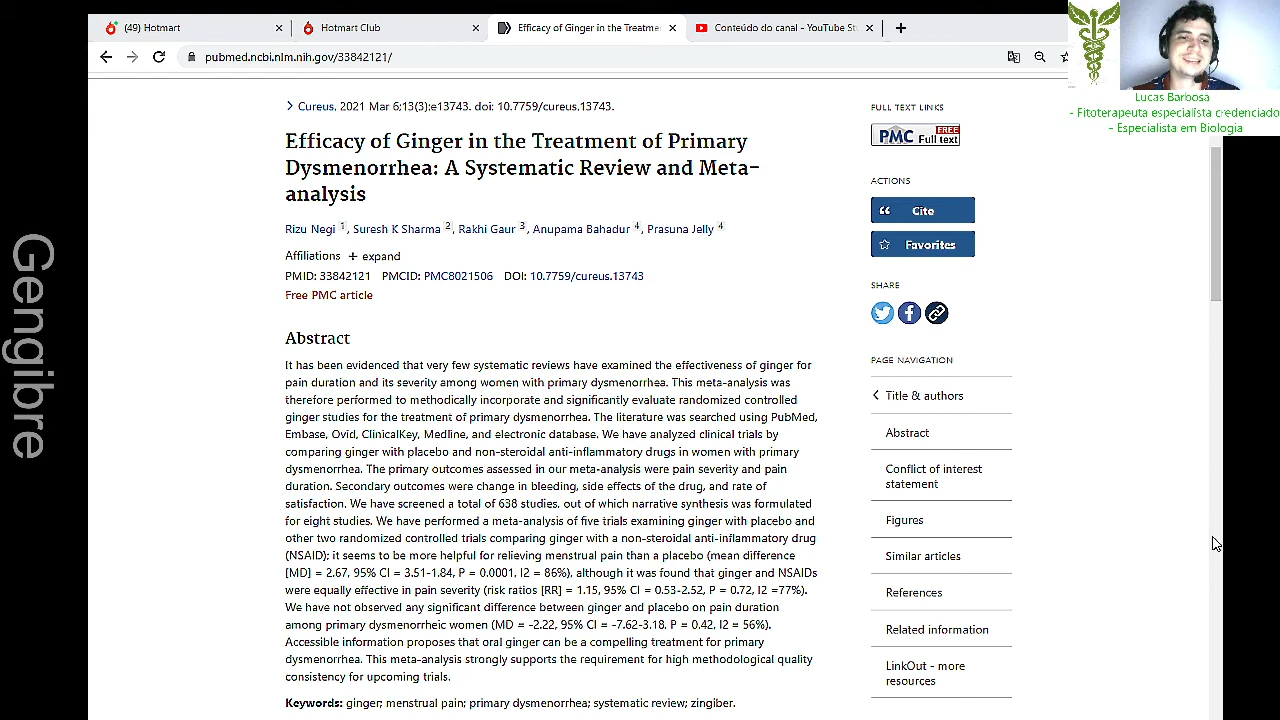 (49) Hotmart
Hotmart Club
Efficacy of Ginger in the Treatme
Conteúdo do canal - YouTube St
pubmed.ncbi.nlm.nih.gov/33842121/
Lucas Barbosa
- Fitoterapeuta especialista credenciado
- Especialista em Biologia
Gengibre
Cureus. 2021 Mar 6;13(3):e13743. doi: 10.7759/cureus.13743.
Efficacy of Ginger in the Treatment of Primary
Dysmenorrhea: A Systematic Review and Meta-
analysis
Rizu Negi 1, Suresh K Sharma 2, Rakhi Gaur 3, Anupama Bahadur 4, Prasuna Jelly 4
Affiliations + expand
PMID: 33842121 PMCID: PMC8021506 DOI: 10.7759/cureus.13743
Free PMC article
Abstract
It has been evidenced that very few systematic reviews have examined the effectiveness of ginger for
pain duration and its severity among women with primary dysmenorrhea. This meta-analysis was
therefore performed to methodically incorporate and significantly evaluate randomized controlled
ginger studies for the treatment of primary dysmenorrhea. The literature was searched using PubMed,
Embase, Ovid, ClinicalKey, Medline, and electronic database. We have analyzed clinical trials by
comparing ginger with placebo and non-steroidal anti-inflammatory drugs in women with primary
dysmenorrhea. The primary outcomes assessed in our meta-analysis were pain severity and pain
duration. Secondary outcomes were change in bleeding, side effects of the drug, and rate of
satisfaction. We have screened a total of 638 studies, out of which narrative synthesis was formulated
for eight studies. We have performed a meta-analysis of five trials examining ginger with placebo and
other two randomized controlled trials comparing ginger with a non-steroidal anti-inflammatory drug
(NSAID); it seems to be more helpful for relieving menstrual pain than a placebo (mean difference
[MD] = 2.67, 95% CI = 3.51-1.84, P = 0.0001, I2 = 86%), although it was found that ginger and NSAIDs
were equally effective in pain severity (risk ratios [RR] = 1.15, 95% CI = 0.53-2.52, P = 0.72, I2 =77%).
We have not observed any significant difference between ginger and placebo on pain duration
among primary dysmenorrheic women (MD = -2.22, 95% CI = -7.62-3.18, P = 0.42, I2 = 56%).
Accessible information proposes that oral ginger can be a compelling treatment for primary
dysmenorrhea. This meta-analysis strongly supports the requirement for high methodological quality
consistency for upcoming trials.
Keywords: ginger; menstrual pain; primary dysmenorrhea; systematic review; zingiber.
FULL TEXT LINKS
PMC FREE Full text
ACTIONS
Cite
Favorites
SHARE
PAGE NAVIGATION
Title & authors
Abstract
Conflict of interest
statement
Figures
Similar articles
References
Related information
LinkOut - more
resources